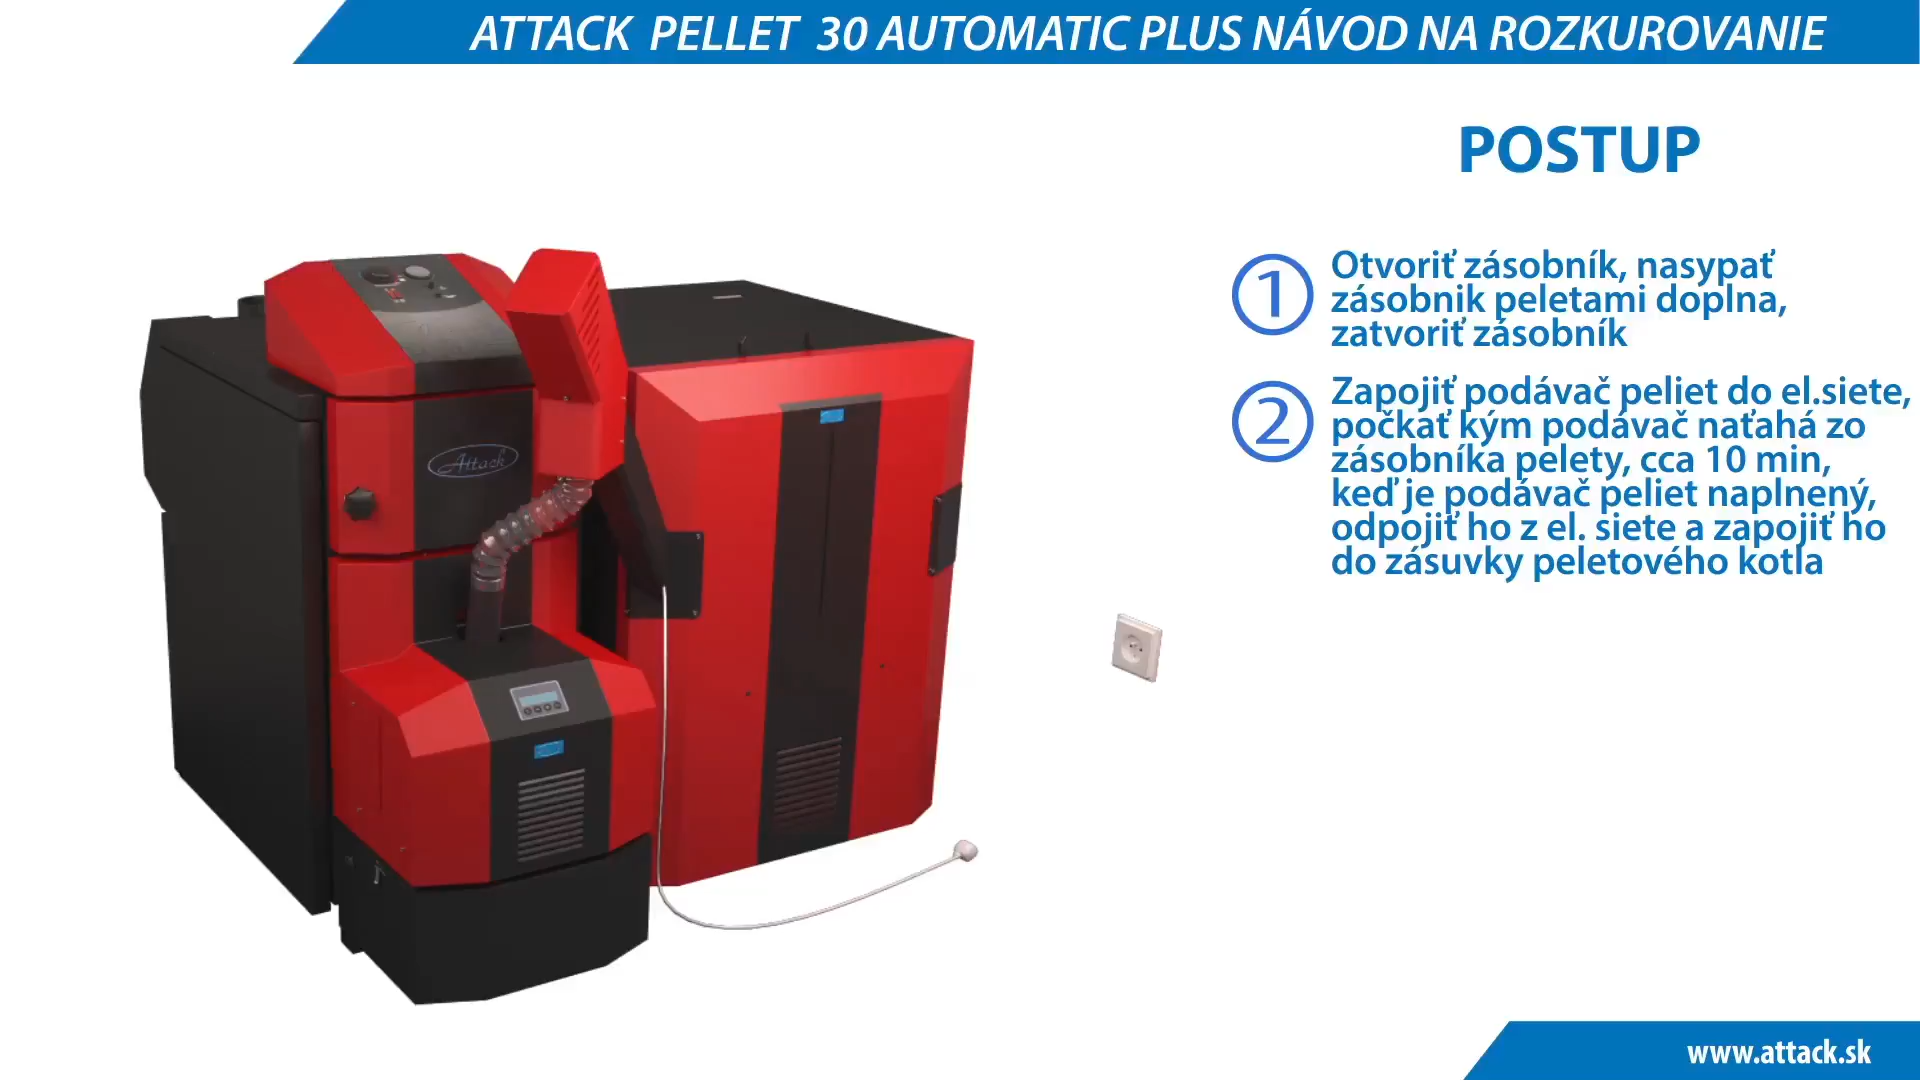 ATTACK PELLET 30 AUTOMATIC PLUS NÁVOD NA ROZKUROVANIE
POSTUP
1 Otvoriť zásobník, nasypať
zásobnik peletami doplna,
zatvoriť zásobník
2 Zapojiť podávač peliet do el.siete,
počkať kým podávač naťahá zo
zásobníka pelety, cca 10 min,
keď je podávač peliet naplnený,
odpojiť ho z el. siete a zapojiť ho
do zásuvky peletového kotla
Attack
www.attack.sk